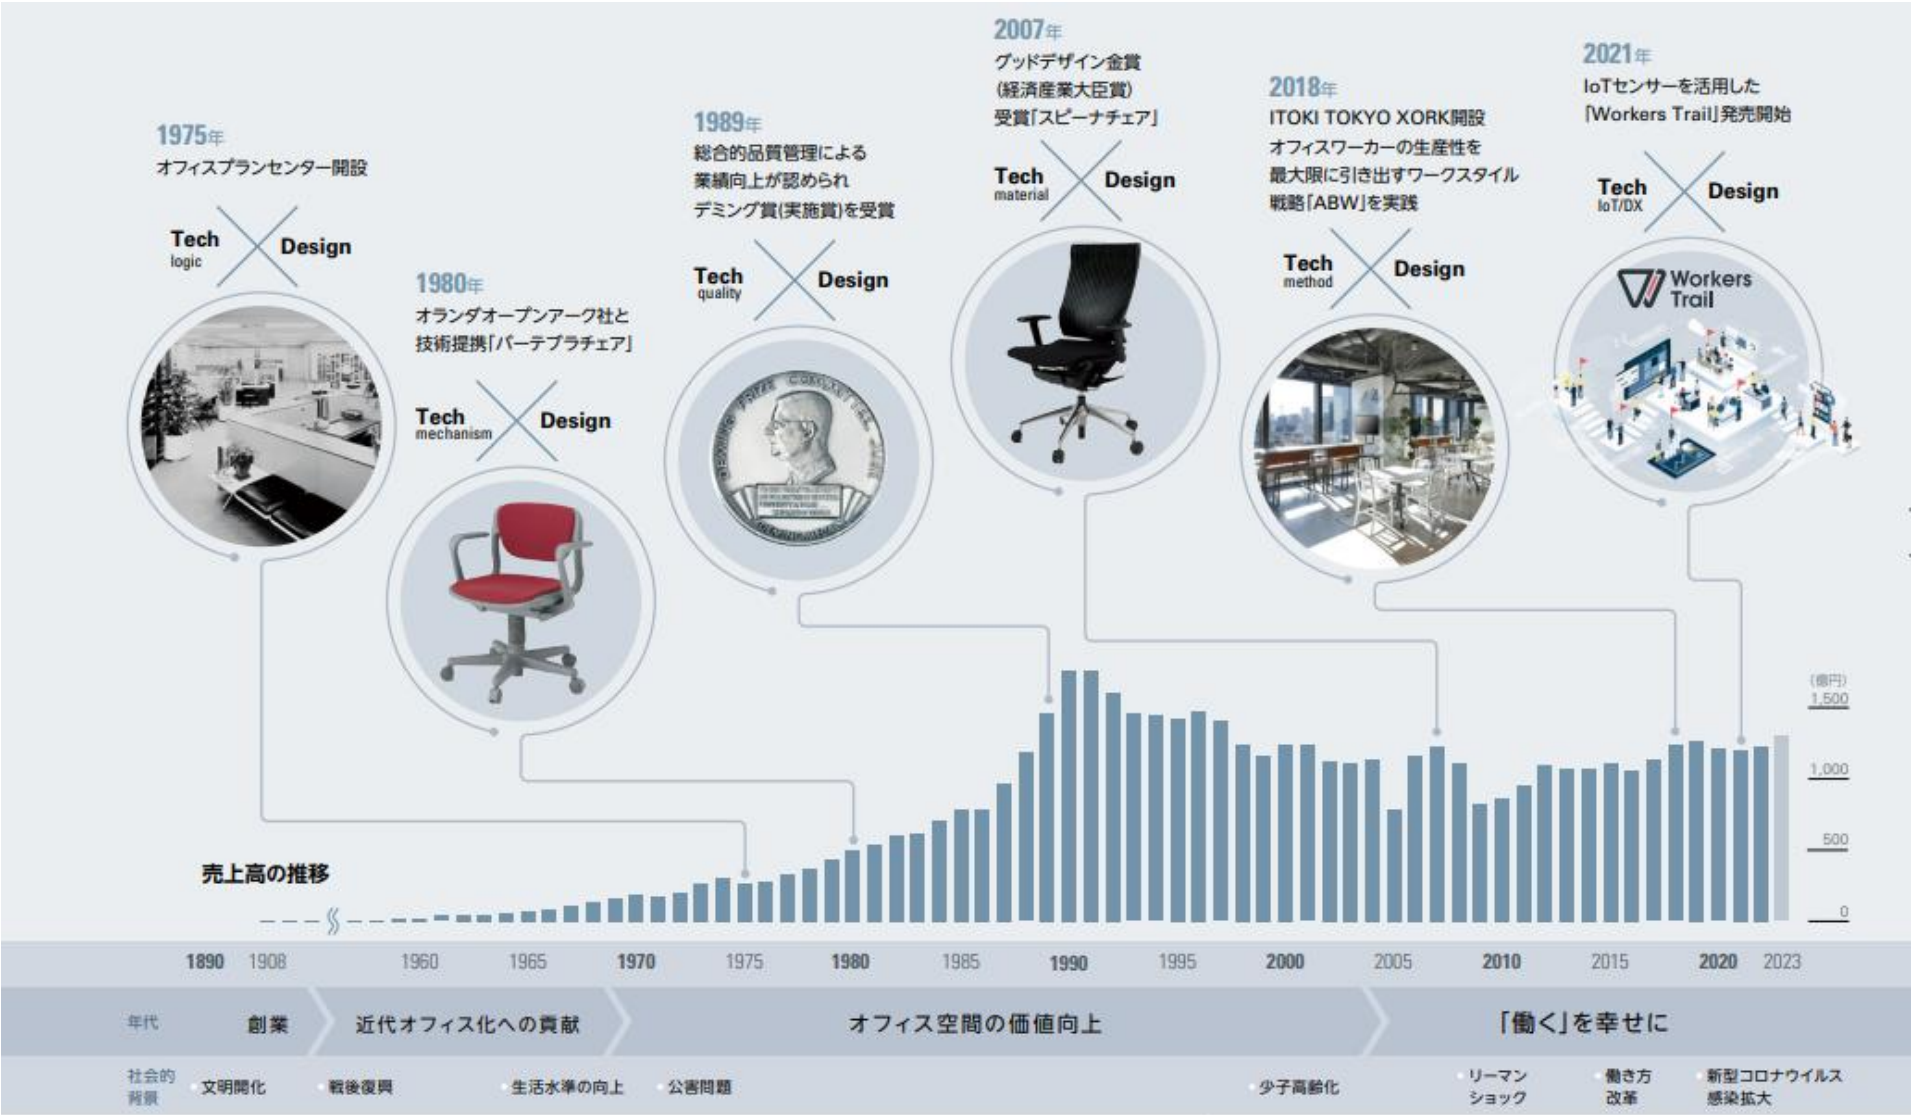 1975年
オフィスプランセンター開設
Tech
logic
Design
1980年
オランダオープンアーク社と
技術提携「バーテブラチェア」
Tech
mechanism
Design
1989年
総合的品質管理による
業績向上が認められ
デミング賞(実施賞)を受賞
Tech
quality
Design
2007年
グッドデザイン金賞
(経済産業大臣賞)
受賞「スピーナチェア」
Tech
material
Design
2018年
ITOKI TOKYO XORK開設
オフィスワーカーの生産性を
最大限に引き出すワークスタイル
戦略「ABW」を実践
Tech
method
Design
2021年
IoTセンサーを活用した
「Workers Trail」発売開始
Tech
IoT/DX
Design
Workers
Trail
売上高の推移
(億円)
1,500
1,000
500
0
1890 1908 1960 1965 1970 1975 1980 1985 1990 1995 2000 2005 2010 2015 2020 2023
年代 創業 近代オフィス化への貢献 オフィス空間の価値向上 「働く」を幸せに
社会的
背景
文明開化
戦後復興
生活水準の向上
公害問題
少子高齢化
リーマン
ショック
働き方
改革
新型コロナウイルス
感染拡大